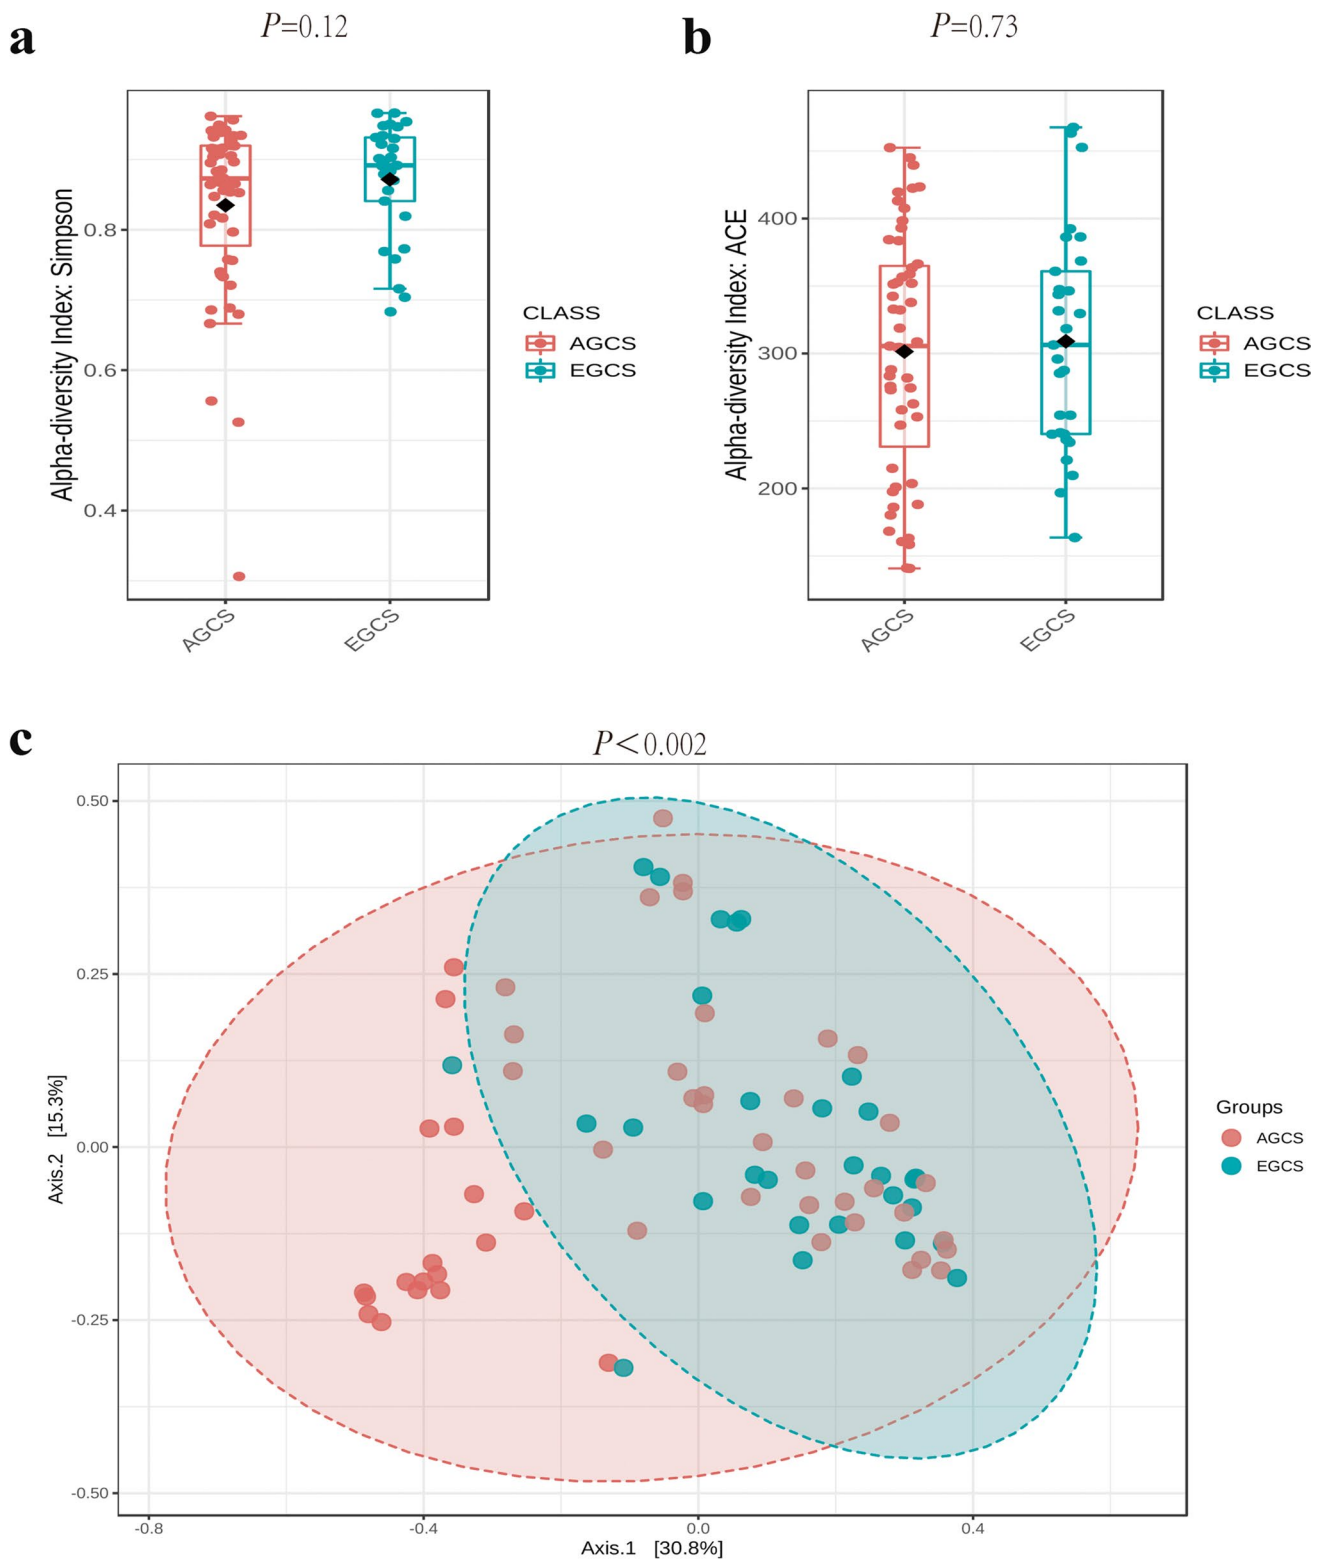 a
P=0.12
Alpha-diversity Index: Simpson
0.8
0.6
0.4
AGCS
EGCS
CLASS
AGCS
EGCS
b
P=0.73
Alpha-diversity Index: ACE
400
300
200
AGCS
EGCS
CLASS
AGCS
EGCS
c
P<0.002
Axis.2 [15.3%]
0.50
0.25
0.00
-0.25
-0.50
-0.8
-0.4
0.0
0.4
Axis.1 [30.8%]
Groups
AGCS
EGCS